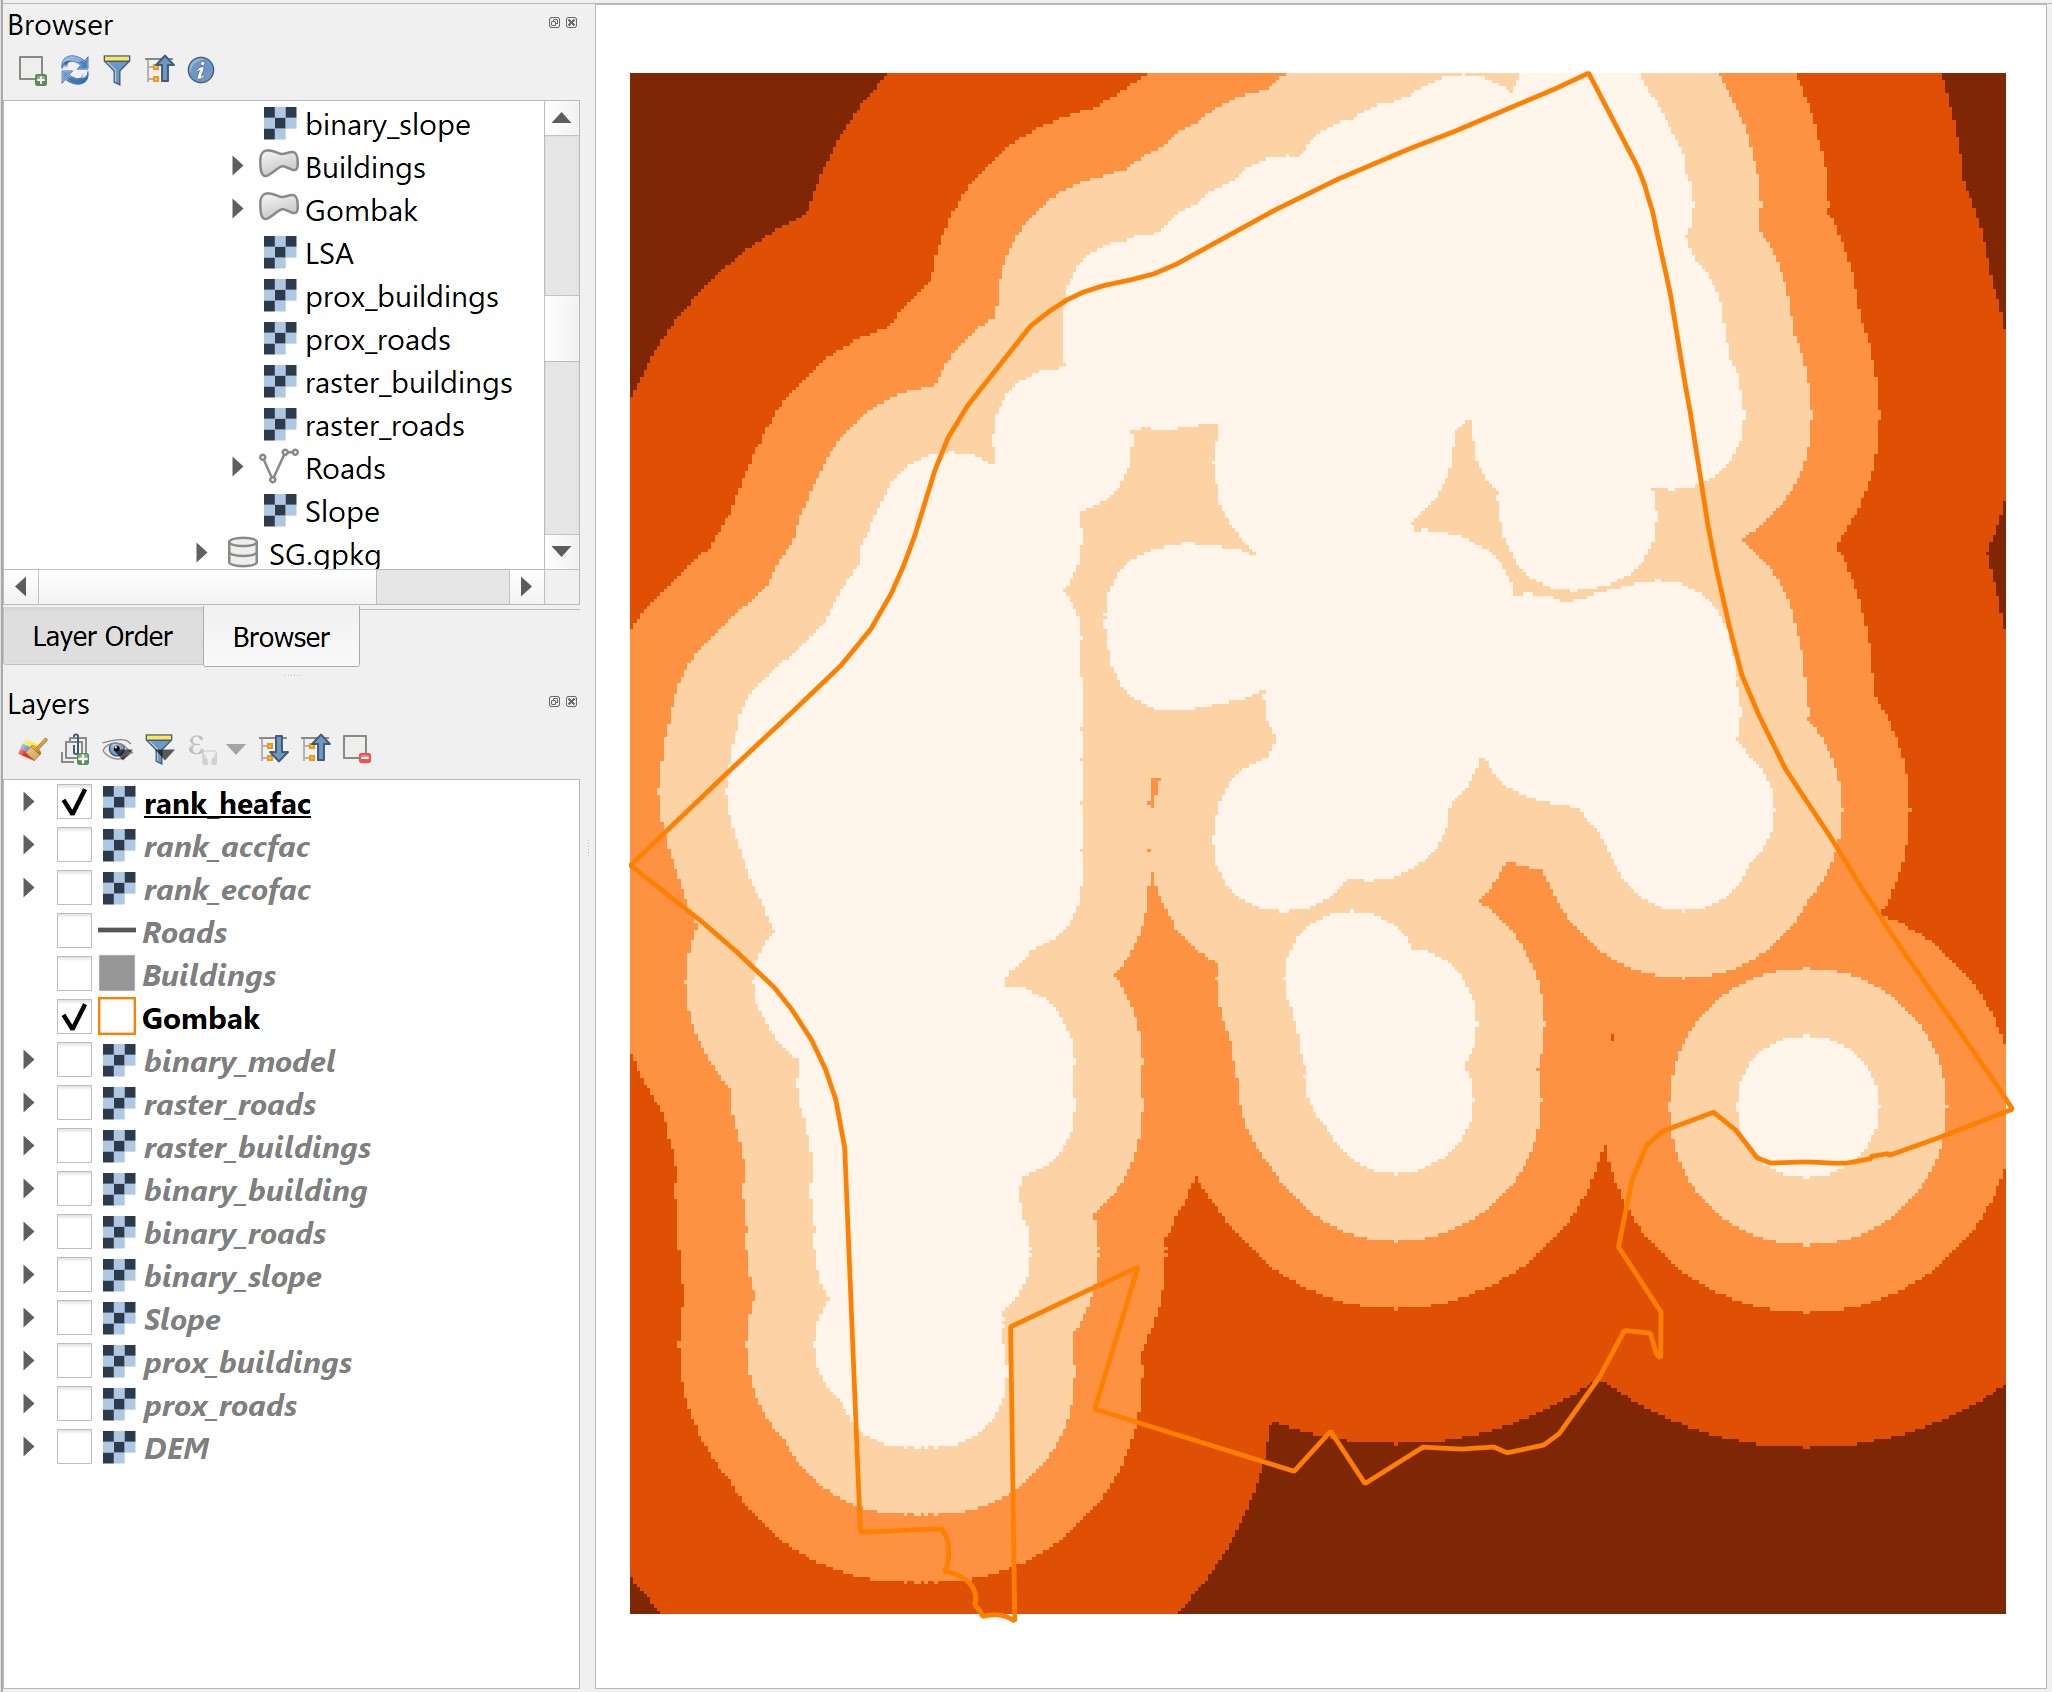 Browser
binary_slope
Buildings
Gombak
LSA
prox_buildings
prox_roads
raster_buildings
raster_roads
Roads
Slope
SG.gpkg
Layer Order
Browser
Layers
rank_heafac
rank_accfac
rank_ecofac
Roads
Buildings
Gombak
binary_model
raster_roads
raster_buildings
binary_building
binary_roads
binary_slope
Slope
prox_buildings
prox_roads
DEM